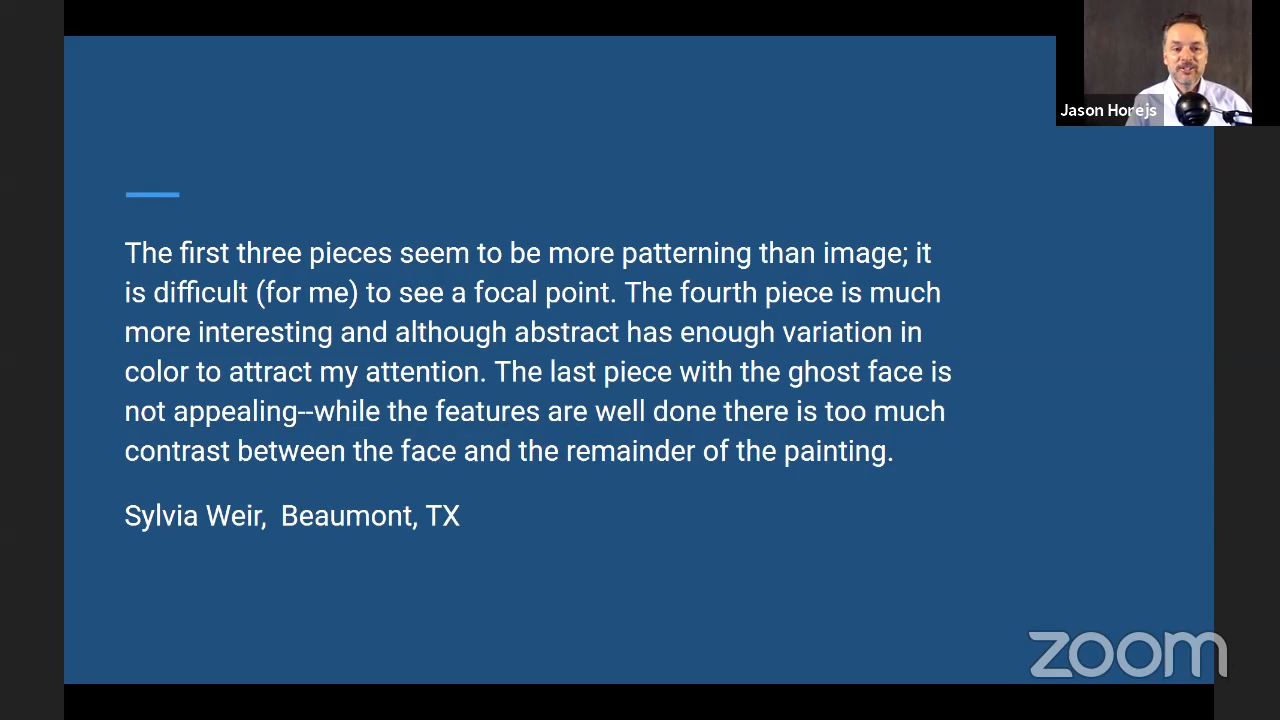 Jason Horejs
The first three pieces seem to be more patterning than image; it
is difficult (for me) to see a focal point. The fourth piece is much
more interesting and although abstract has enough variation in
color to attract my attention. The last piece with the ghost face is
not appealing--while the features are well done there is too much
contrast between the face and the remainder of the painting.
Sylvia Weir,  Beaumont, TX
zoom